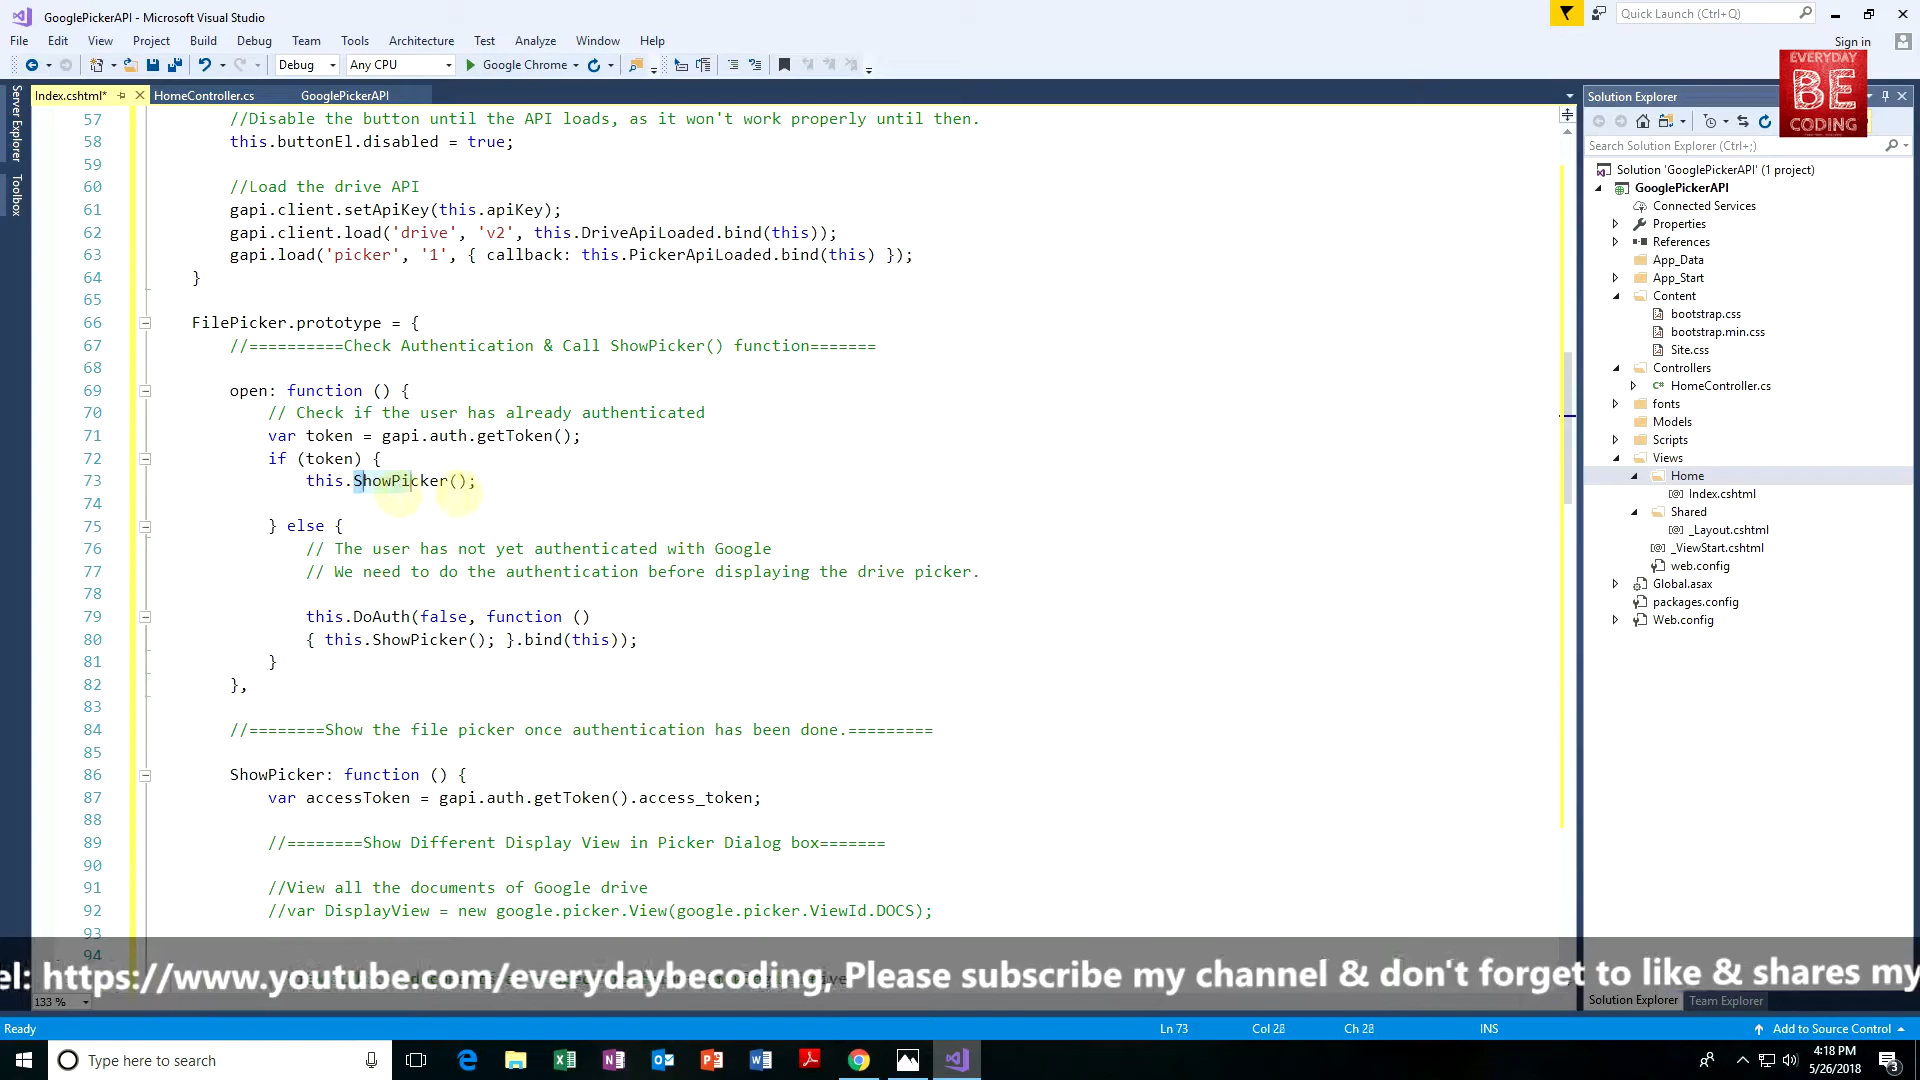 GooglePickerAPI - Microsoft Visual Studio
Quick Launch (Ctrl+Q)
File Edit View Project Build Debug Team Tools Architecture Test Analyze Window Help
Sign in
Debug Any CPU Google Chrome
EVERYDAY
BE
CODING
Index.cshtml* HomeController.cs GooglePickerAPI
Server Explorer
Toolbox
57 //Disable the button until the API loads, as it won't work properly until then.
58 this.buttonEl.disabled = true;
59
60 //Load the drive API
61 gapi.client.setApiKey(this.apiKey);
62 gapi.client.load('drive', 'v2', this.DriveApiLoaded.bind(this));
63 gapi.load('picker', '1', { callback: this.PickerApiLoaded.bind(this) });
64 }
65
66 FilePicker.prototype = {
67 //==========Check Authentication & Call ShowPicker() function=======
68
69 open: function () {
70 // Check if the user has already authenticated
71 var token = gapi.auth.getToken();
72 if (token) {
73 this.ShowPicker();
74
75 } else {
76 // The user has not yet authenticated with Google
77 // We need to do the authentication before displaying the drive picker.
78
79 this.DoAuth(false, function ()
80 { this.ShowPicker(); }.bind(this));
81 }
82 },
83
84 //========Show the file picker once authentication has been done.=========
85
86 ShowPicker: function () {
87 var accessToken = gapi.auth.getToken().access_token;
88
89 //========Show Different Display View in Picker Dialog box=======
90
91 //View all the documents of Google drive
92 //var DisplayView = new google.picker.View(google.picker.ViewId.DOCS);
93
94
Solution Explorer
Search Solution Explorer (Ctrl+;)
Solution 'GooglePickerAPI' (1 project)
GooglePickerAPI
Connected Services
Properties
References
App_Data
App_Start
Content
bootstrap.css
bootstrap.min.css
Site.css
Controllers
HomeController.cs
fonts
Models
Scripts
Views
Home
Index.cshtml
Shared
_Layout.cshtml
_ViewStart.cshtml
web.config
Global.asax
packages.config
Web.config
el: https://www.youtube.com/everydaybecoding, Please subscribe my channel & don't forget to like & shares my
133 %
Solution Explorer Team Explorer
Ready Ln 73 Col 28 Ch 28 INS Add to Source Control
Type here to search
4:18 PM
5/26/2018
3